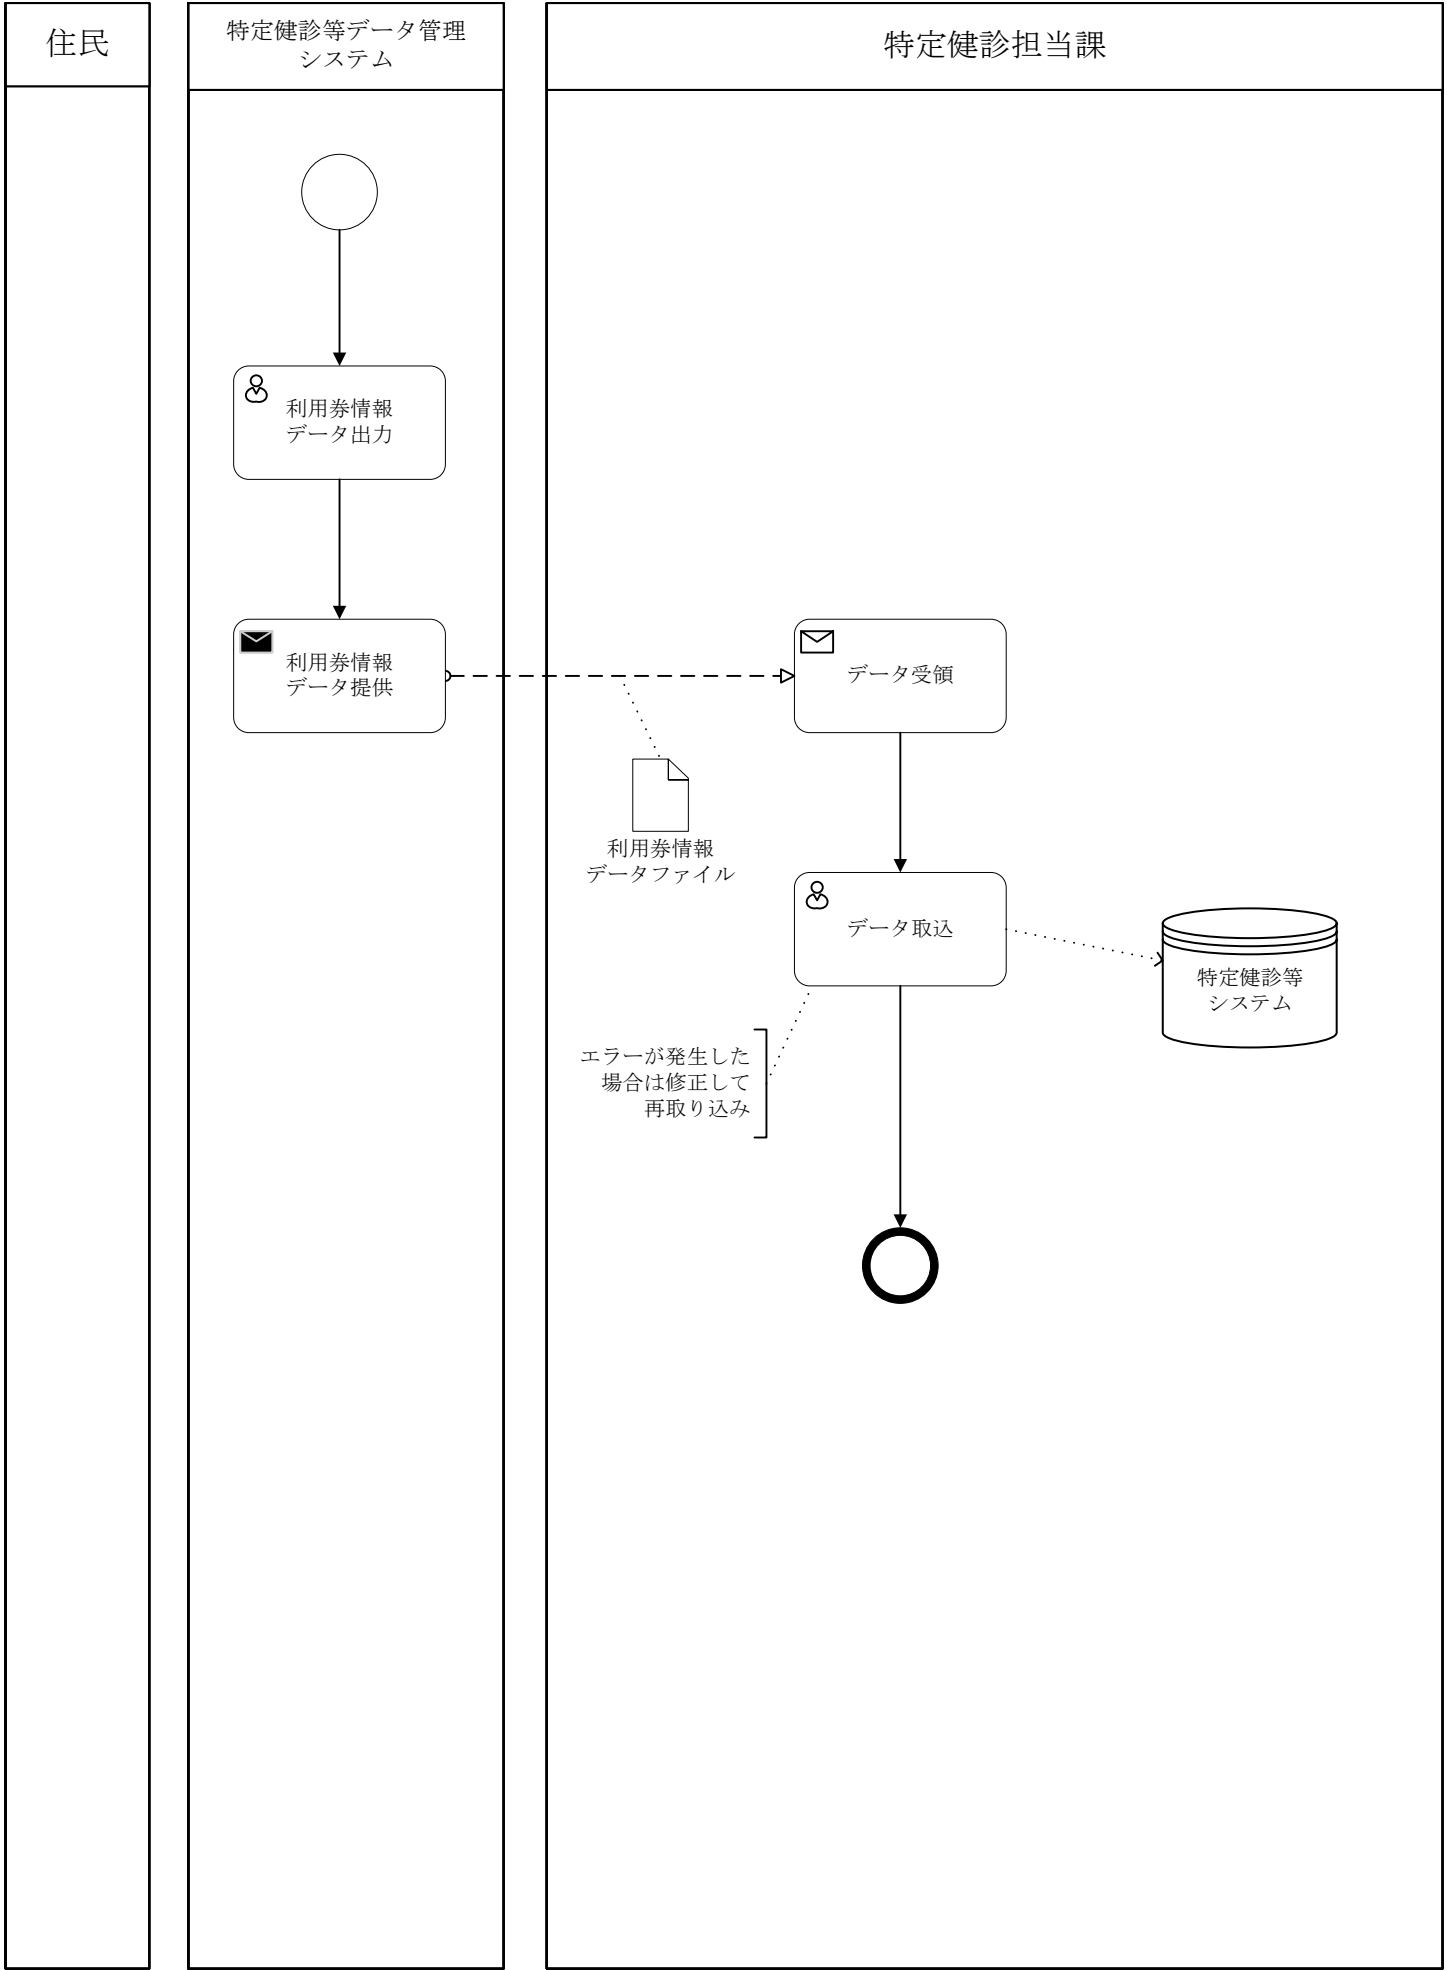 住民
特定健診等データ管理
システム
特定健診担当課
利用券情報
データ出力
利用券情報
データ提供
データ受領
利用券情報
データファイル
データ取込
特定健診等
システム
エラーが発生した
場合は修正して
再取り込み